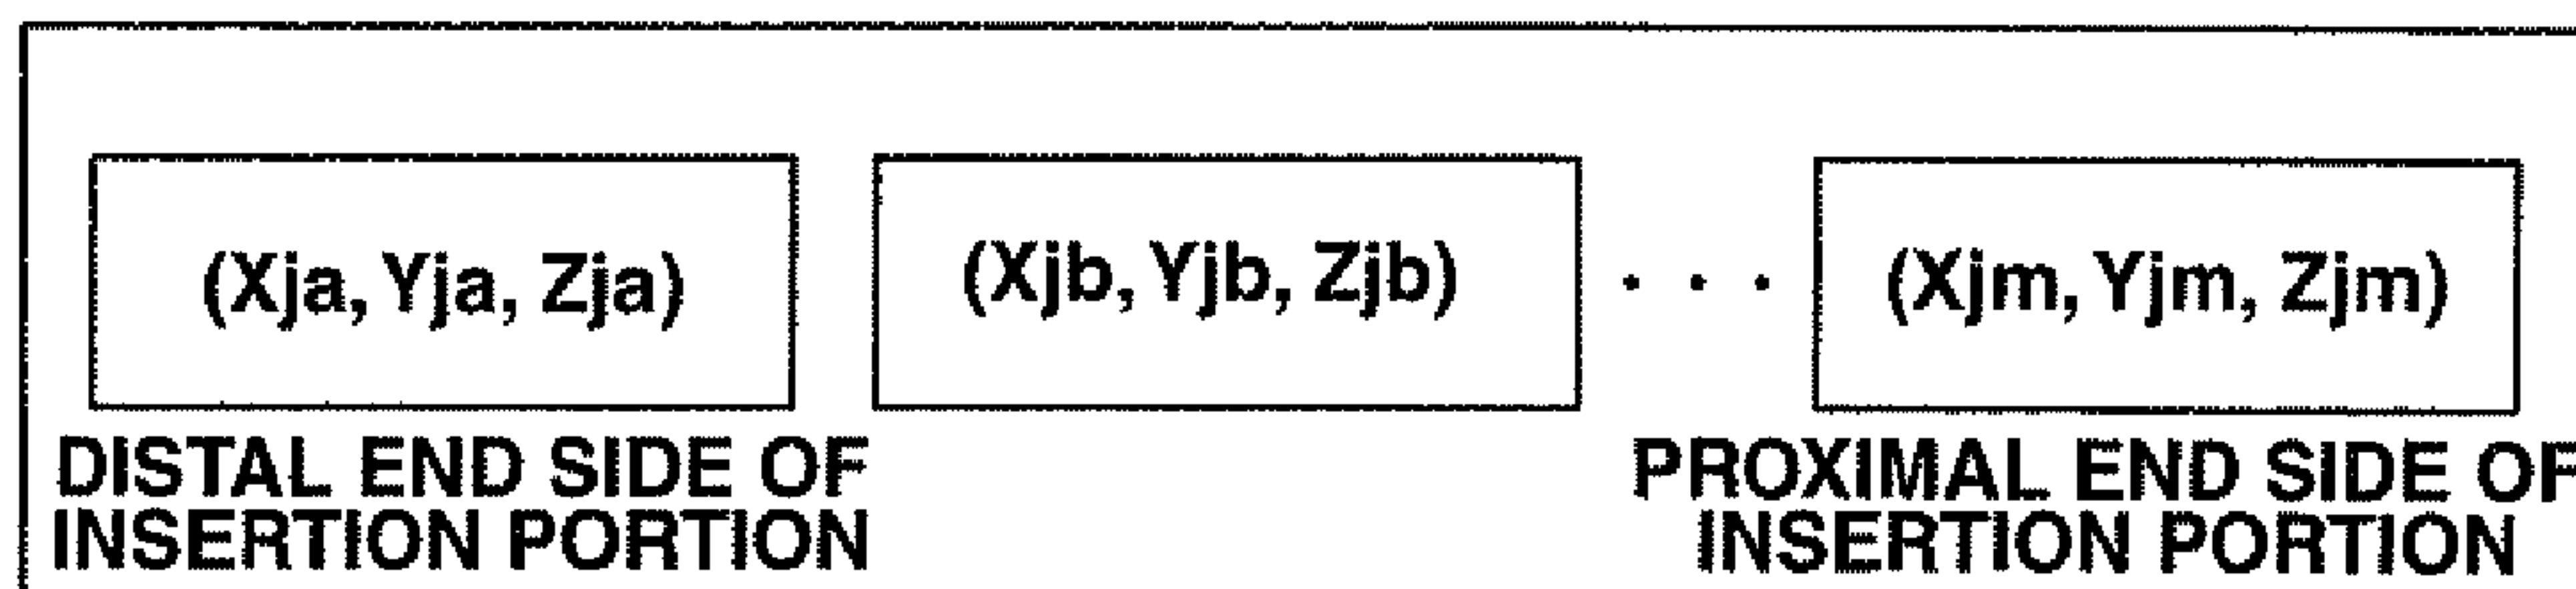 (Xja, Yja, Zja) (Xjb, Yjb, Zjb) · · · (Xjm, Yjm, Zjm)
DISTAL END SIDE OF PROXIMAL END SIDE OF
INSERTION PORTION INSERTION PORTION